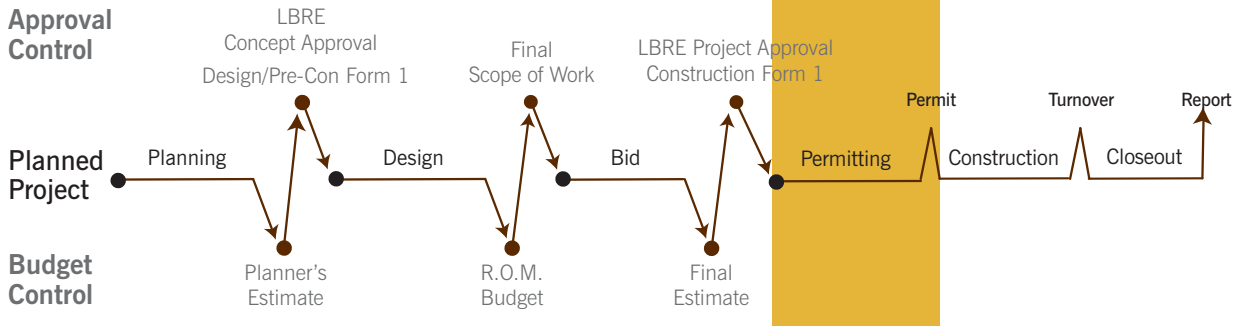 Approval
Control
LBRE
Concept Approval
Design/Pre-Con Form 1
Final
Scope of Work
LBRE Project Approval
Construction Form 1
Permit
Turnover
Report
Planned
Project
Planning
Design
Bid
Permitting
Construction
Closeout
Budget
Control
Planner's
Estimate
R.O.M.
Budget
Final
Estimate